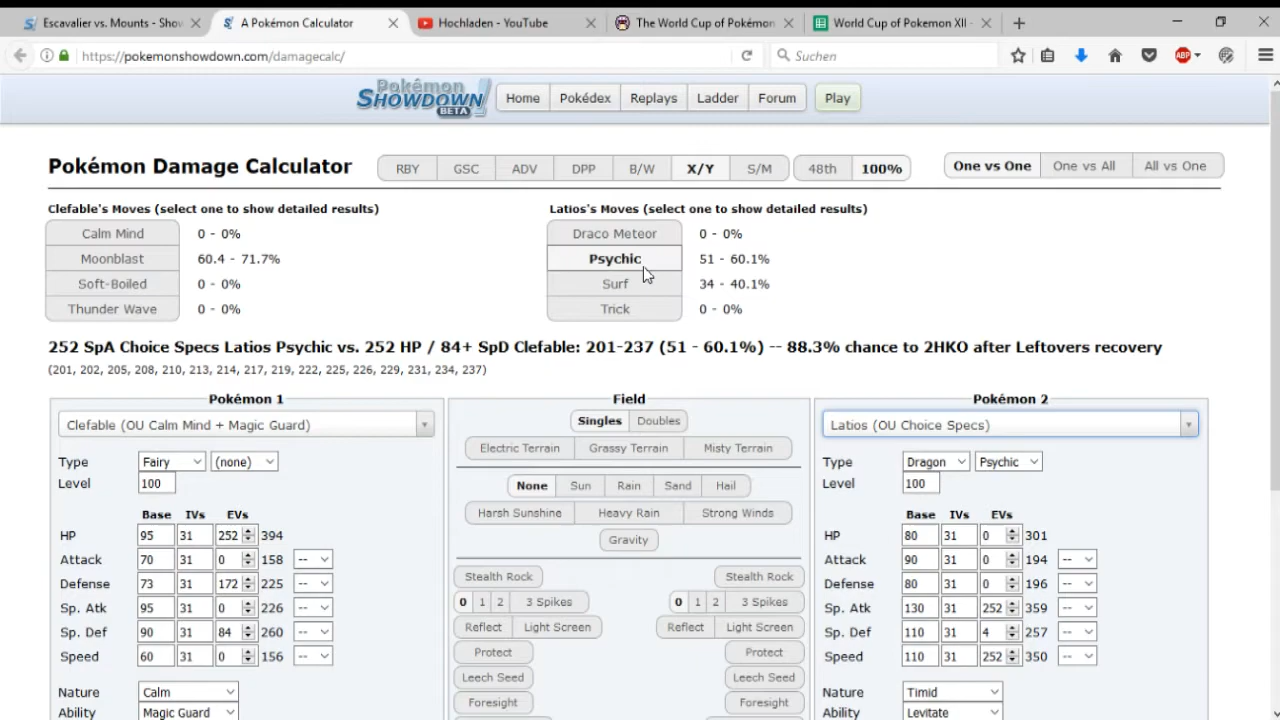 Escavalier vs. Mounts - Show
A Pokémon Calculator
Hochladen - YouTube
The World Cup of Pokémon
World Cup of Pokemon XII -
https://pokemonshowdown.com/damagecalc/
Suchen
ABP
Pokémon
SHOWDOWN
BETA
Home Pokédex Replays Ladder Forum Play
Pokémon Damage Calculator
RBY GSC ADV DPP B/W X/Y S/M 48th 100%
One vs One One vs All All vs One
Clefable's Moves (select one to show detailed results)
Calm Mind 0 - 0%
Moonblast 60.4 - 71.7%
Soft-Boiled 0 - 0%
Thunder Wave 0 - 0%
Latios's Moves (select one to show detailed results)
Draco Meteor 0 - 0%
Psychic 51 - 60.1%
Surf 34 - 40.1%
Trick 0 - 0%
252 SpA Choice Specs Latios Psychic vs. 252 HP / 84+ SpD Clefable: 201-237 (51 - 60.1%) -- 88.3% chance to 2HKO after Leftovers recovery
(201, 202, 205, 208, 210, 213, 214, 217, 219, 222, 225, 226, 229, 231, 234, 237)
Pokémon 1
Clefable (OU Calm Mind + Magic Guard)
Type Fairy (none)
Level 100
Base IVs EVs
HP 95 31 252 394
Attack 70 31 0 158 --
Defense 73 31 172 225 --
Sp. Atk 95 31 0 226 --
Sp. Def 90 31 84 260 --
Speed 60 31 0 156 --
Nature Calm
Ability Magic Guard
Field
Singles Doubles
Electric Terrain Grassy Terrain Misty Terrain
None Sun Rain Sand Hail
Harsh Sunshine Heavy Rain Strong Winds
Gravity
Stealth Rock Stealth Rock
0 1 2 3 Spikes 0 1 2 3 Spikes
Reflect Light Screen Reflect Light Screen
Protect Protect
Leech Seed Leech Seed
Foresight Foresight
Pokémon 2
Latios (OU Choice Specs)
Type Dragon Psychic
Level 100
Base IVs EVs
HP 80 31 0 301
Attack 90 31 0 194 --
Defense 80 31 0 196 --
Sp. Atk 130 31 252 359 --
Sp. Def 110 31 4 257 --
Speed 110 31 252 350 --
Nature Timid
Ability Levitate